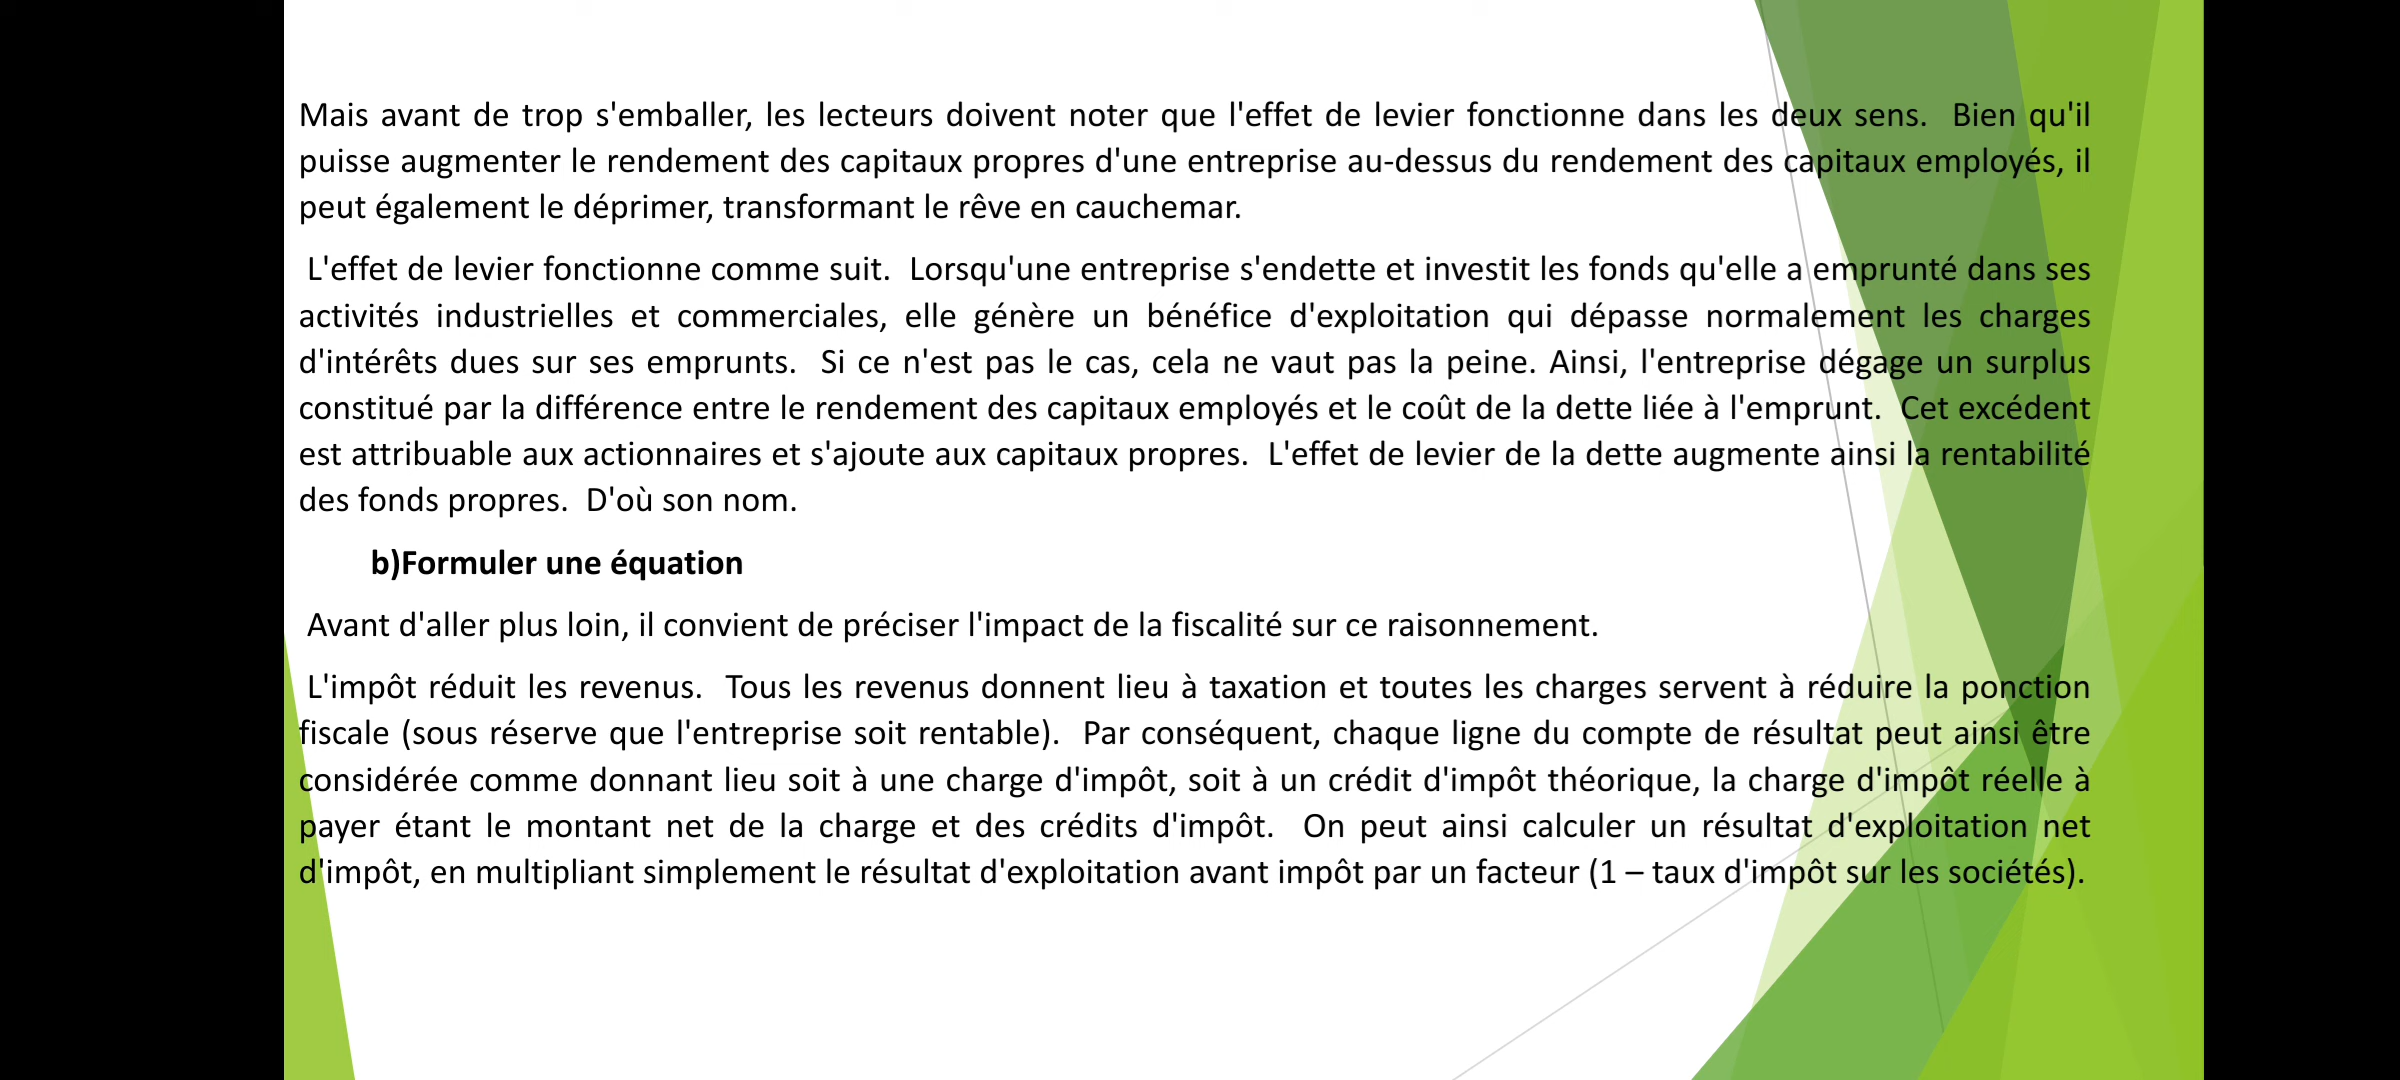 Mais avant de trop s'emballer, les lecteurs doivent noter que l'effet de levier fonctionne dans les deux sens.  Bien qu'il
puisse augmenter le rendement des capitaux propres d'une entreprise au-dessus du rendement des capitaux employés, il
peut également le déprimer, transformant le rêve en cauchemar.
L'effet de levier fonctionne comme suit.  Lorsqu'une entreprise s'endette et investit les fonds qu'elle a emprunté dans ses
activités industrielles et commerciales, elle génère un bénéfice d'exploitation qui dépasse normalement les charges
d'intérêts dues sur ses emprunts.  Si ce n'est pas le cas, cela ne vaut pas la peine. Ainsi, l'entreprise dégage un surplus
constitué par la différence entre le rendement des capitaux employés et le coût de la dette liée à l'emprunt.  Cet excédent
est attribuable aux actionnaires et s'ajoute aux capitaux propres.  L'effet de levier de la dette augmente ainsi la rentabilité
des fonds propres.  D'où son nom.
b)Formuler une équation
Avant d'aller plus loin, il convient de préciser l'impact de la fiscalité sur ce raisonnement.
L'impôt réduit les revenus.  Tous les revenus donnent lieu à taxation et toutes les charges servent à réduire la ponction
fiscale (sous réserve que l'entreprise soit rentable).  Par conséquent, chaque ligne du compte de résultat peut ainsi être
considérée comme donnant lieu soit à une charge d'impôt, soit à un crédit d'impôt théorique, la charge d'impôt réelle à
payer étant le montant net de la charge et des crédits d'impôt.  On peut ainsi calculer un résultat d'exploitation net
d'impôt, en multipliant simplement le résultat d'exploitation avant impôt par un facteur (1 – taux d'impôt sur les sociétés).